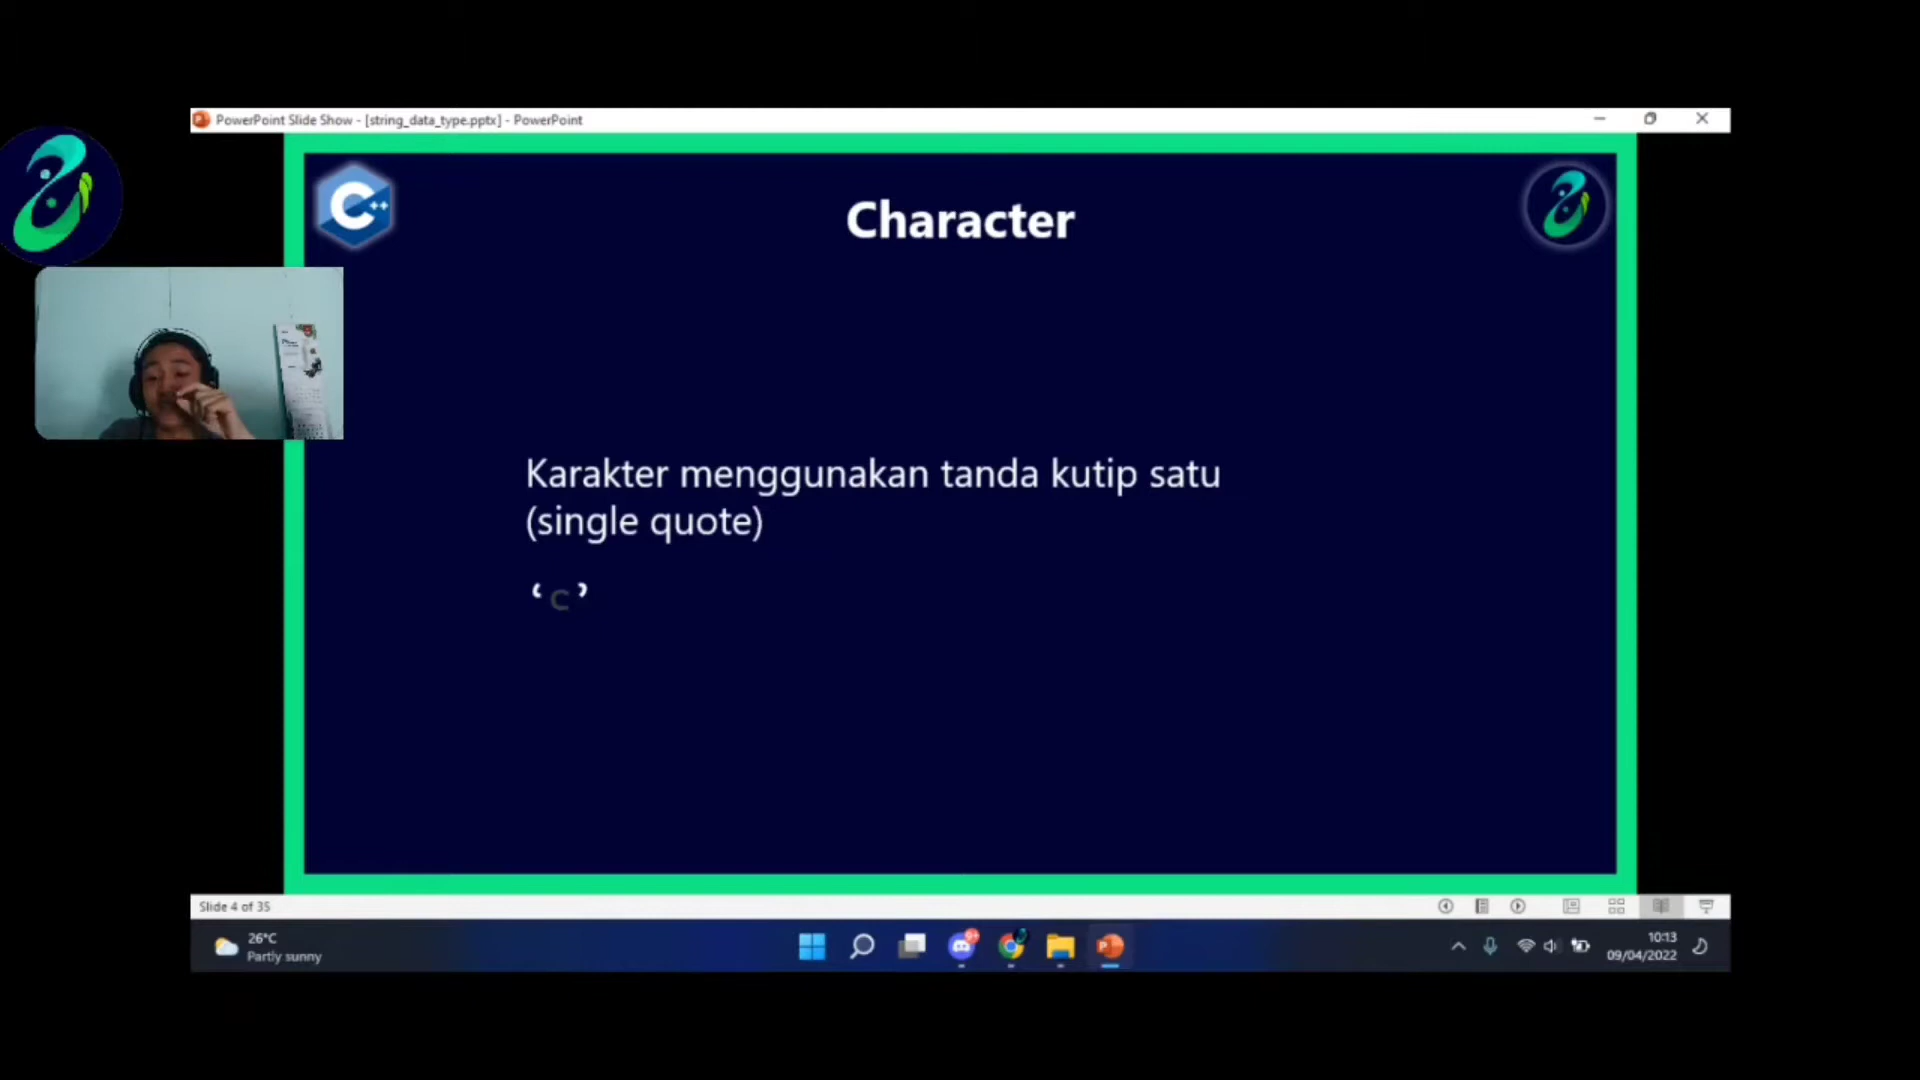 PowerPoint Slide Show - [string_data_type.pptx] - PowerPoint
C++
Character
Karakter menggunakan tanda kutip satu
(single quote)
‘c’
Slide 4 of 35
26°C
Partly sunny
9+
10:13
09/04/2022